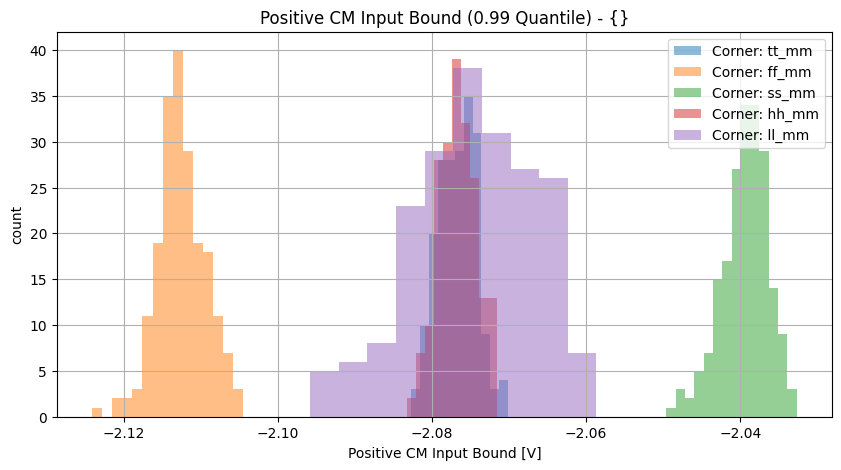 Positive CM Input Bound (0.99 Quantile) - {}
Corner: tt_mm
Corner: ff_mm
Corner: ss_mm
Corner: hh_mm
Corner: ll_mm
count
40
35
30
25
20
15
10
5
0
−2.12
−2.10
−2.08
−2.06
−2.04
Positive CM Input Bound [V]